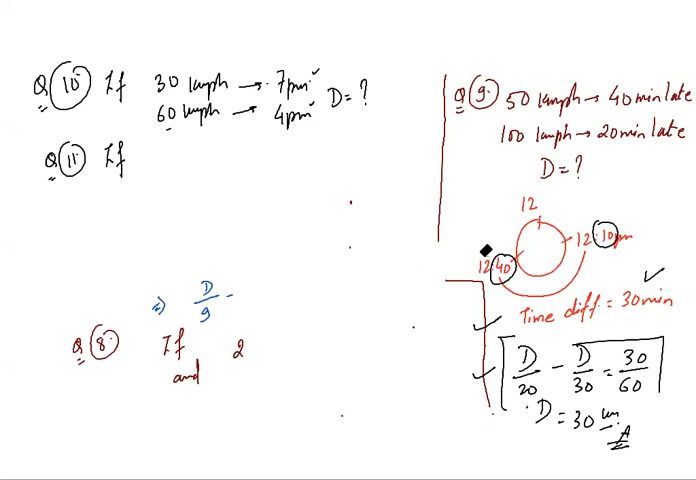 Q (10) If 30 kmph → 7pm ✓
60 kmph → 4pm ✓ D = ?
Q (11) If
⇒ D/9 -
Q (8) If 2
and
Q (9) 50 kmph → 40 min late
100 kmph → 20 min late
D = ?
12
12:10pm
12:40
Time diff = 30 min ✓
D/20 - D/30 = 30/60
D = 30 km
A